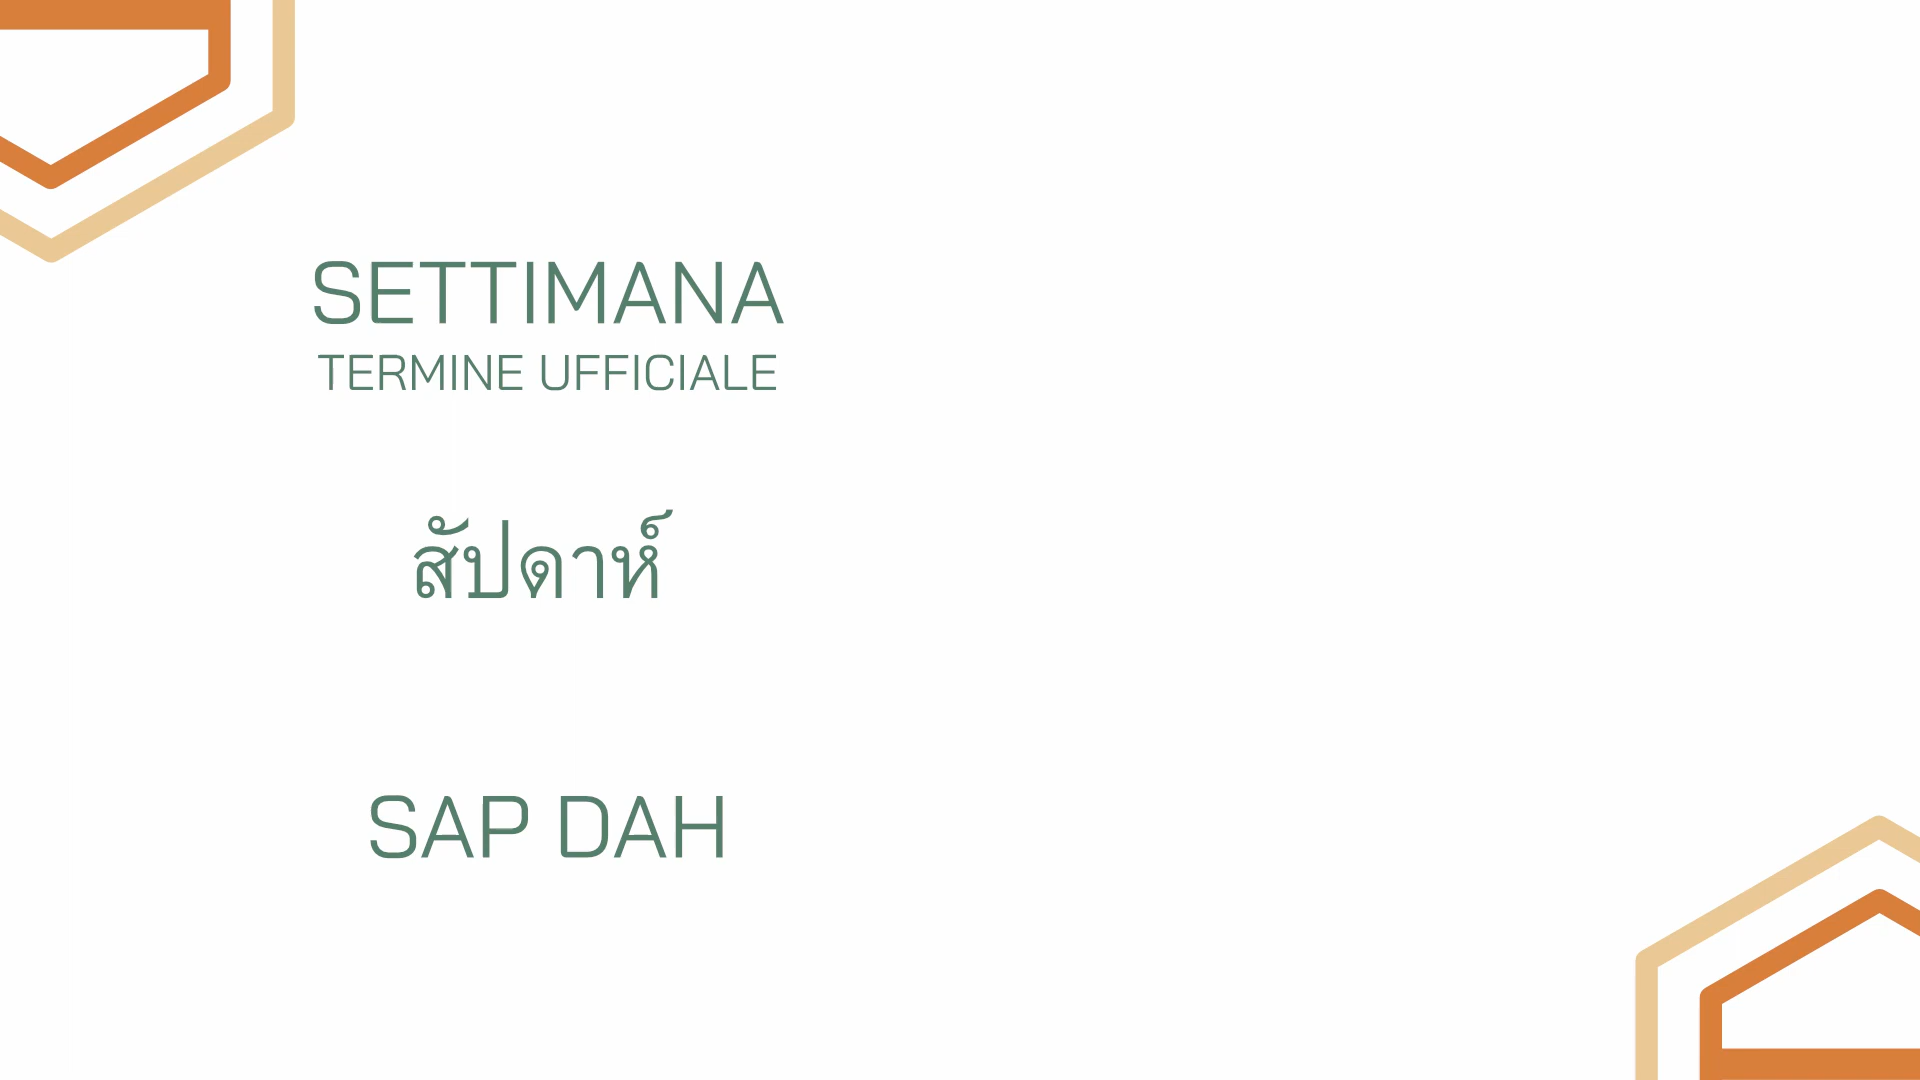 SETTIMANA
TERMINE UFFICIALE
สัปดาห์
SAP DAH